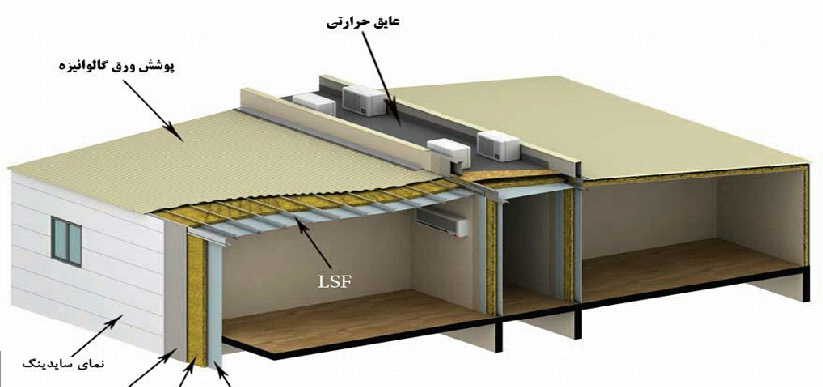 عایق حرارتی
پوشش ورق گالوانیزه
LSF
نمای سایدینگ